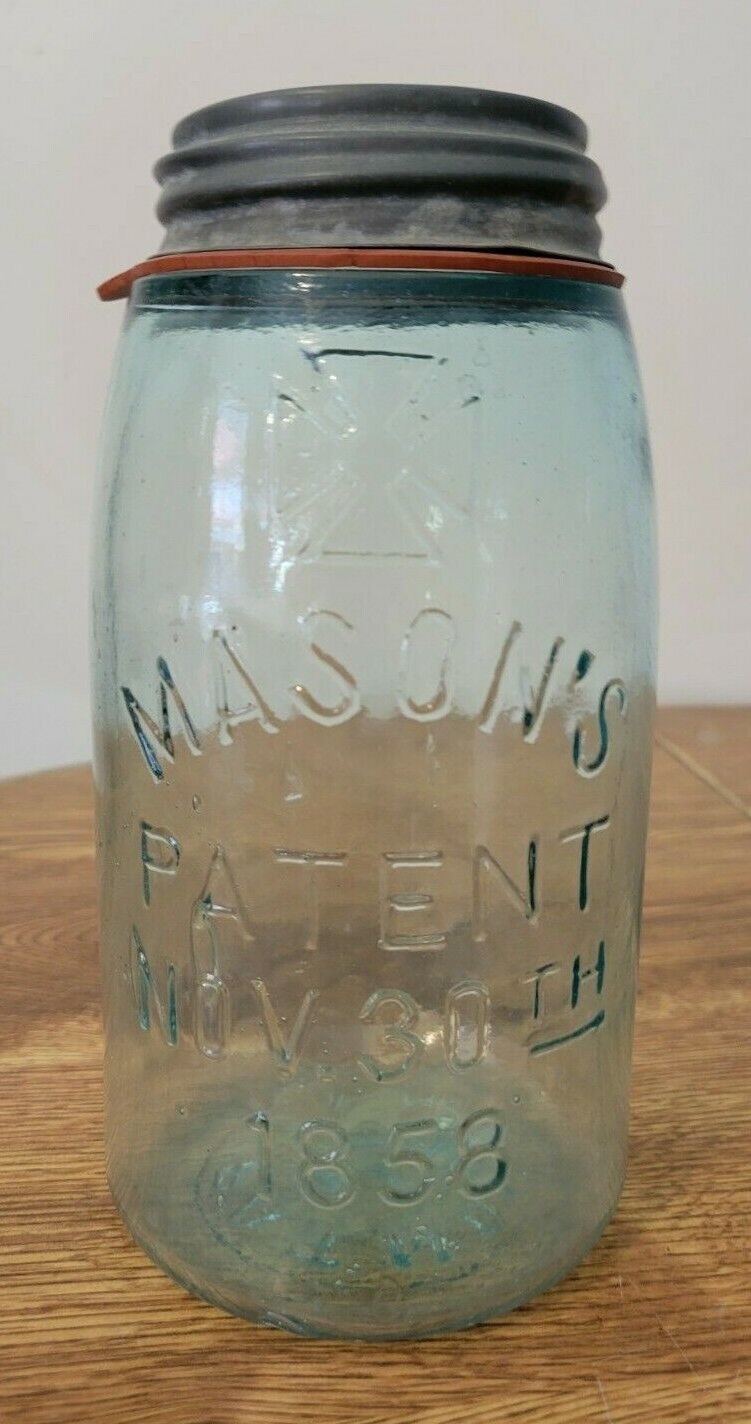 MASON'S
PATENT
NOV. 30TH
1858